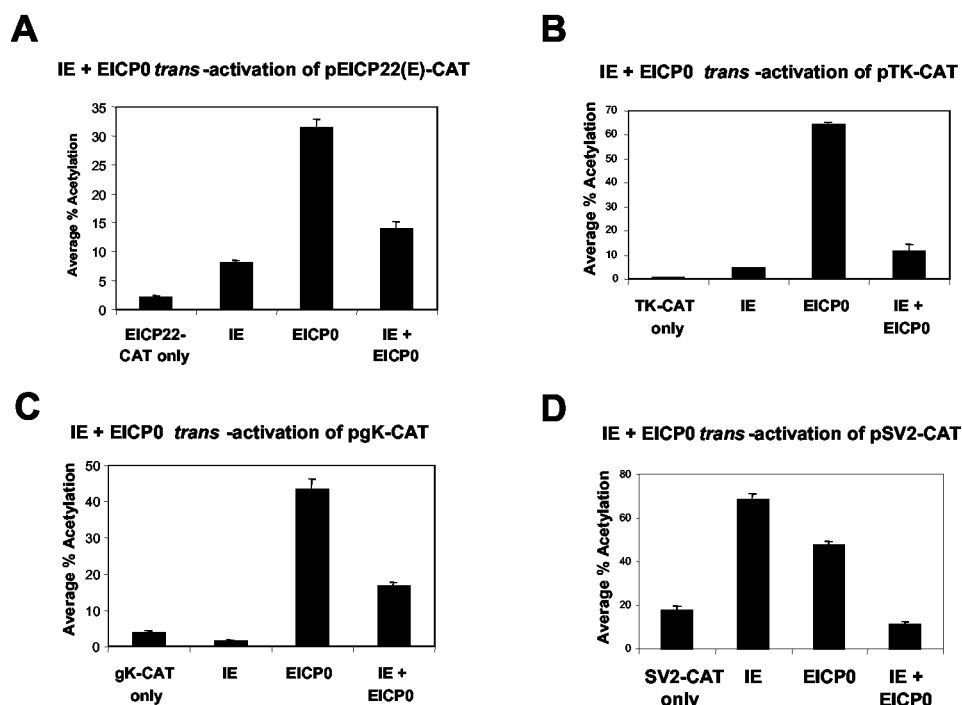 A
IE + EICP0 trans -activation of pEICP22(E)-CAT
Average % Acetylation
35
30
25
20
15
10
5
0
EICP22-
CAT only
IE
EICP0
IE +
EICP0
B
IE + EICP0 trans -activation of pTK-CAT
Average % Acetylation
70
60
50
40
30
20
10
0
TK-CAT
only
IE
EICP0
IE +
EICP0
C
IE + EICP0 trans -activation of pgK-CAT
Average % Acetylation
50
40
30
20
10
0
gK-CAT
only
IE
EICP0
IE +
EICP0
D
IE + EICP0 trans -activation of pSV2-CAT
Average % Acetylation
80
60
40
20
0
SV2-CAT
only
IE
EICP0
IE +
EICP0